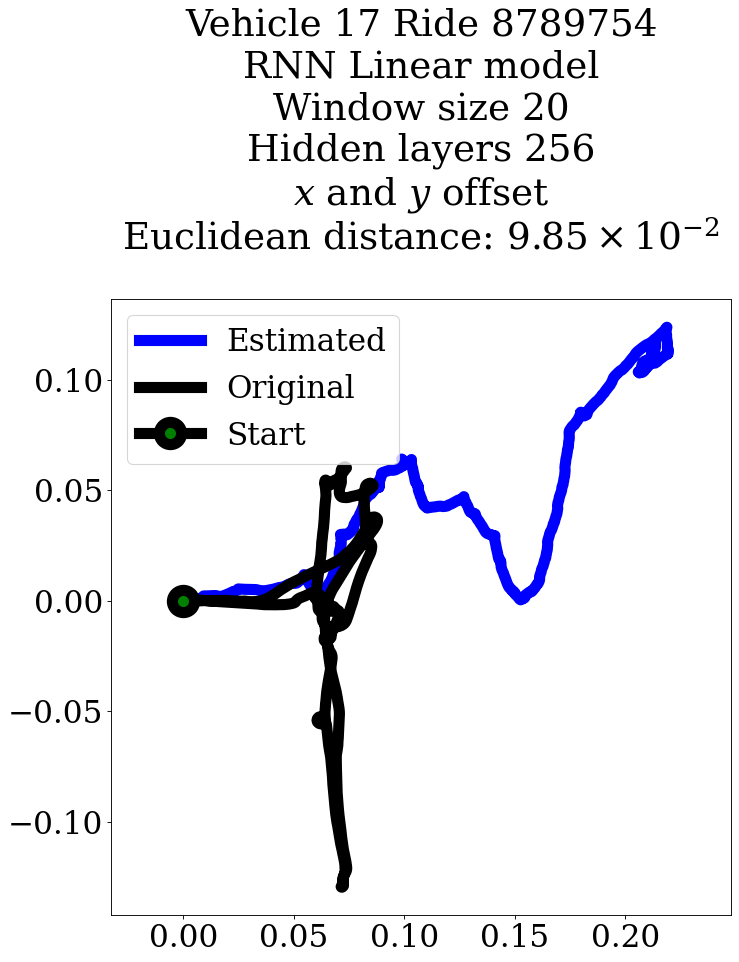 Vehicle 17 Ride 8789754
RNN Linear model
Window size 20
Hidden layers 256
x and y offset
Euclidean distance: 9.85 × 10⁻²
Estimated
Original
Start
0.10
0.05
0.00
−0.05
−0.10
0.00 0.05 0.10 0.15 0.20